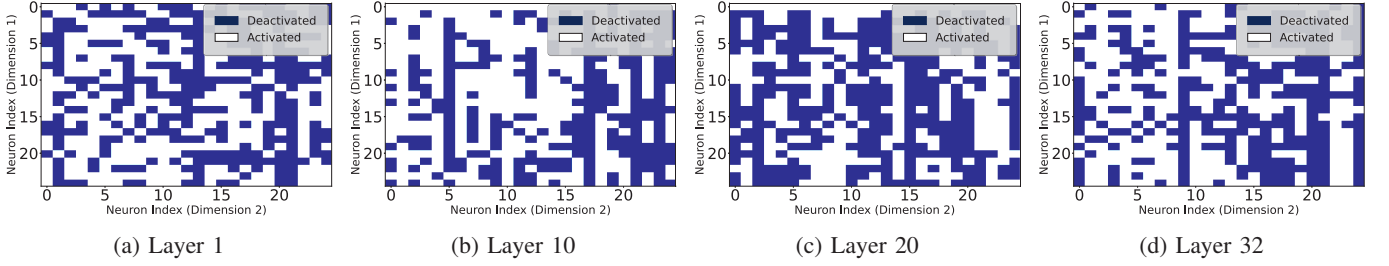 0
5
10
15
20
Neuron Index (Dimension 1)
Deactivated
Activated
0 5 10 15 20
Neuron Index (Dimension 2)
(a) Layer 1
0
5
10
15
20
Neuron Index (Dimension 1)
Deactivated
Activated
0 5 10 15 20
Neuron Index (Dimension 2)
(b) Layer 10
0
5
10
15
20
Neuron Index (Dimension 1)
Deactivated
Activated
0 5 10 15 20
Neuron Index (Dimension 2)
(c) Layer 20
0
5
10
15
20
Neuron Index (Dimension 1)
Deactivated
Activated
0 5 10 15 20
Neuron Index (Dimension 2)
(d) Layer 32